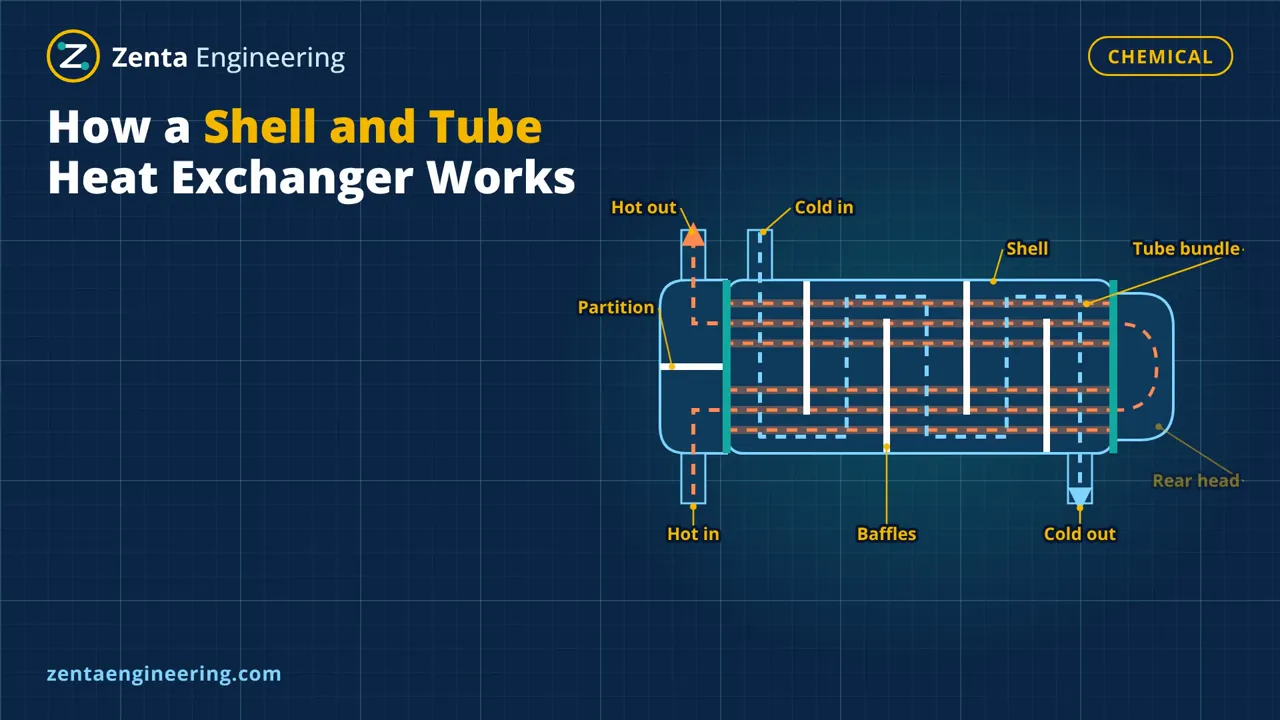 Zenta Engineering
CHEMICAL
How a Shell and Tube
Heat Exchanger Works
Hot out
Cold in
Shell
Tube bundle
Partition
Rear head
Hot in
Baffles
Cold out
zentaengineering.com